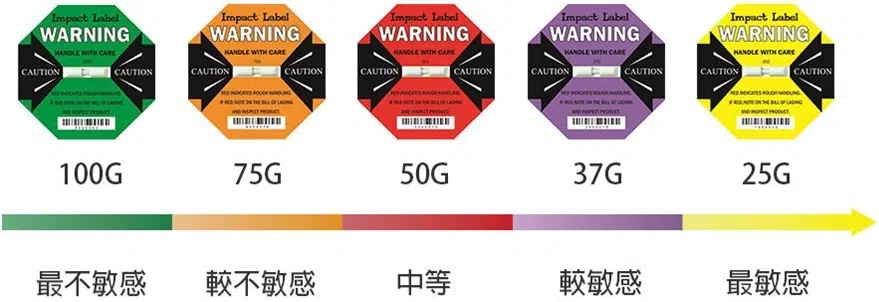 Impact Label
WARNING
HANDLE WITH CARE
CAUTION CAUTION
RED INDICATES ROUGH HANDLING.
IF RED, NOTE ON THE BILL OF LADING
AND INSPECT PRODUCT.
Impact Label
WARNING
HANDLE WITH CARE
75G
CAUTION CAUTION
RED INDICATES ROUGH HANDLING.
IF RED, NOTE ON THE BILL OF LADING
AND INSPECT PRODUCT.
Impact Label
WARNING
HANDLE WITH CARE
CAUTION CAUTION
RED INDICATES ROUGH HANDLING.
IF RED, NOTE ON THE BILL OF LADING
AND INSPECT PRODUCT.
Impact Label
WARNING
HANDLE WITH CARE
37G
CAUTION CAUTION
RED INDICATES ROUGH HANDLING.
IF RED, NOTE ON THE BILL OF LADING
AND INSPECT PRODUCT.
Impact Label
WARNING
HANDLE WITH CARE
25G
CAUTION CAUTION
RED INDICATES ROUGH HANDLING.
IF RED, NOTE ON THE BILL OF LADING
AND INSPECT PRODUCT.
100G 75G 50G 37G 25G
最不敏感 較不敏感 中等 較敏感 最敏感